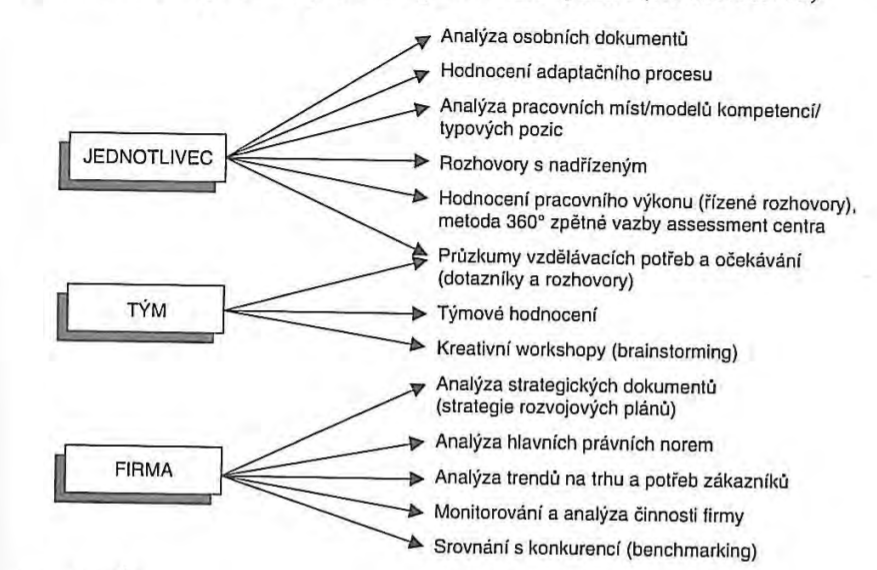 Analýza osobních dokumentů
Hodnocení adaptačního procesu
Analýza pracovních míst/modelů kompetencí/
typových pozic
JEDNOTLIVEC
Rozhovory s nadřízeným
Hodnocení pracovního výkonu (řízené rozhovory),
metoda 360° zpětné vazby assessment centra
Průzkumy vzdělávacích potřeb a očekávání
(dotazníky a rozhovory)
TÝM
Týmové hodnocení
Kreativní workshopy (brainstorming)
Analýza strategických dokumentů
(strategie rozvojových plánů)
Analýza hlavních právních norem
FIRMA
Analýza trendů na trhu a potřeb zákazníků
Monitorování a analýza činnosti firmy
Srovnání s konkurencí (benchmarking)